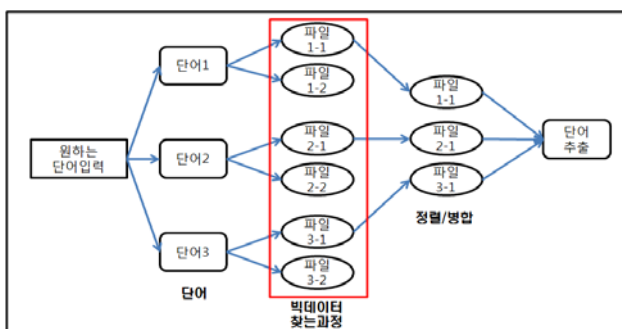 원하는
단어입력
단어1
단어2
단어3
단어
파일
1-1
파일
1-2
파일
2-1
파일
2-2
파일
3-1
파일
3-2
빅데이터
찾는과정
파일
1-1
파일
2-1
파일
3-1
정렬/병합
단어
추출